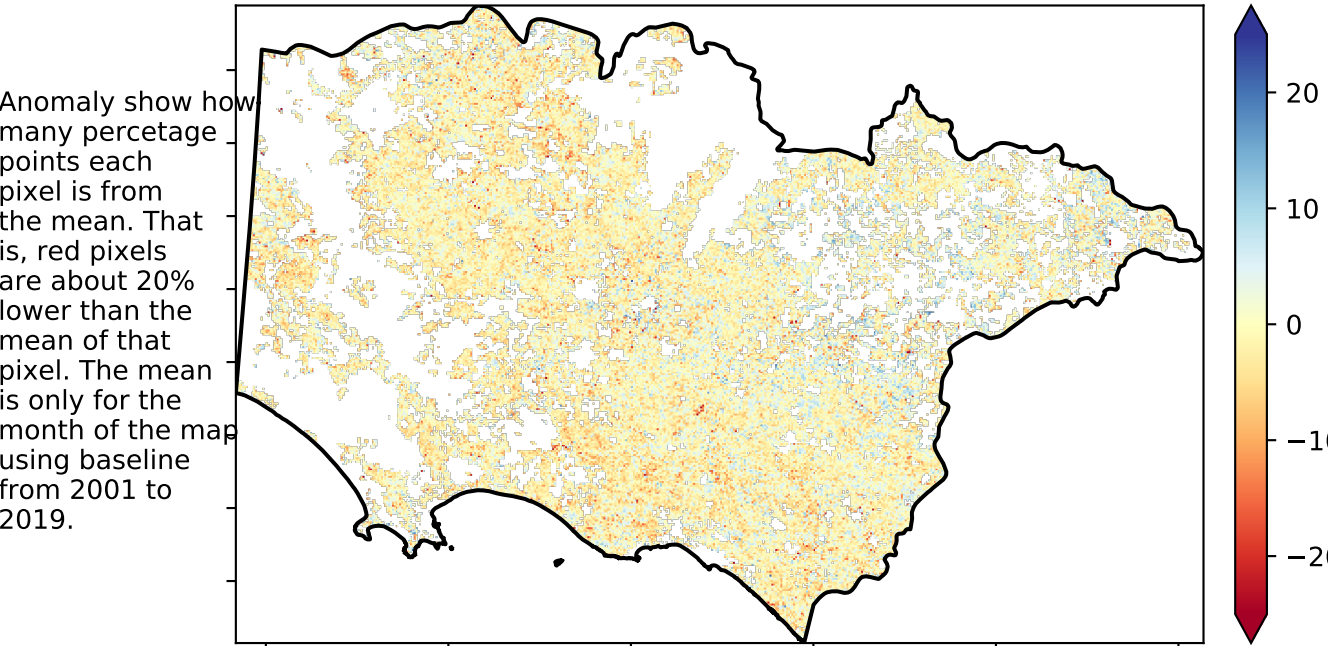 Anomaly show how
many percetage
points each
pixel is from
the mean. That
is, red pixels
are about 20%
lower than the
mean of that
pixel. The mean
is only for the
month of the map
using baseline
from 2001 to
2019.
20
10
0
−10
−20